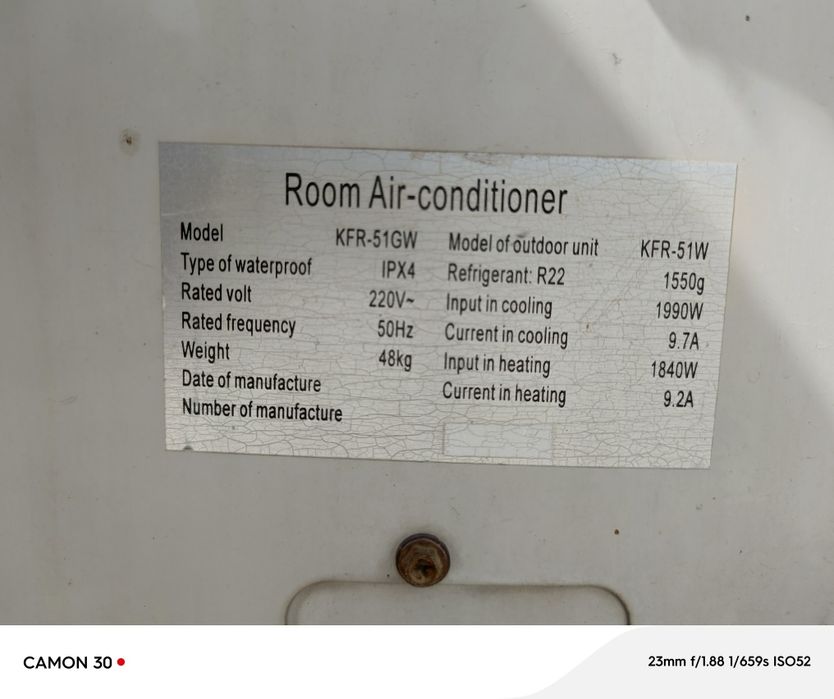 Room Air-conditioner
Model KFR-51GW Model of outdoor unit KFR-51W
Type of waterproof IPX4 Refrigerant: R22 1550g
Rated volt 220V~ Input in cooling 1990W
Rated frequency 50Hz Current in cooling 9.7A
Weight 48kg Input in heating 1840W
Date of manufacture Current in heating 9.2A
Number of manufacture
CAMON 30 23mm f/1.88 1/659s ISO52